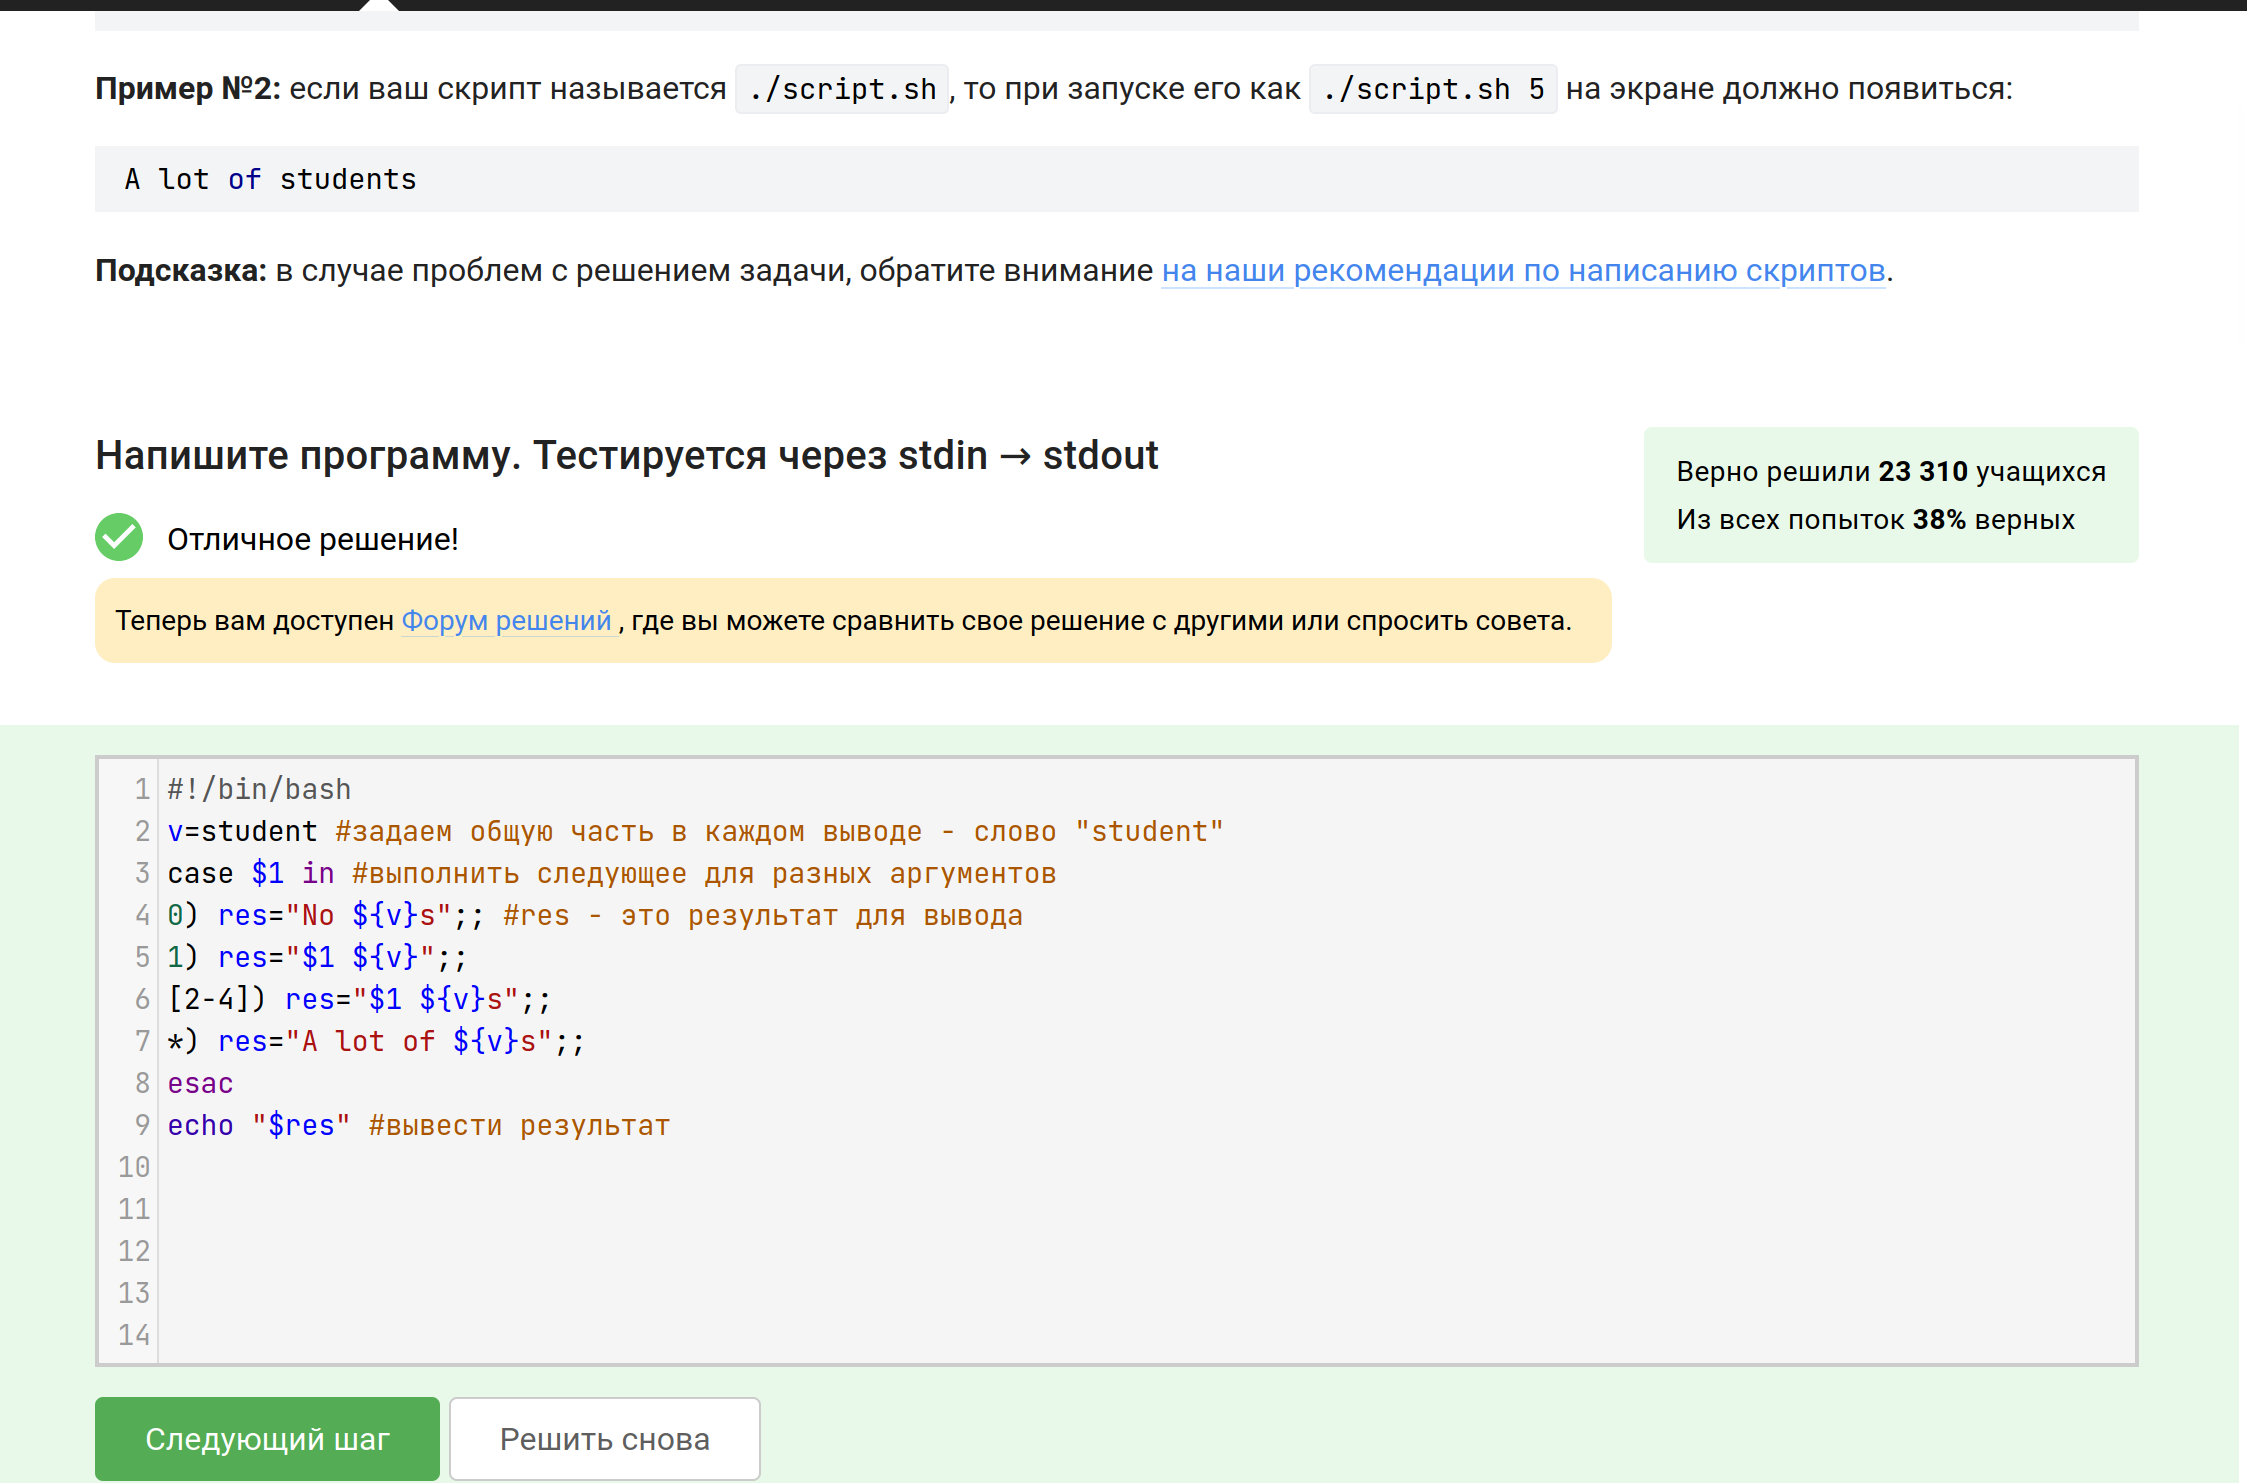 Пример №2: если ваш скрипт называется ./script.sh, то при запуске его как ./script.sh 5 на экране должно появиться:
A lot of students
Подсказка: в случае проблем с решением задачи, обратите внимание на наши рекомендации по написанию скриптов.
Напишите программу. Тестируется через stdin → stdout
Верно решили 23 310 учащихся
Из всех попыток 38% верных
Отличное решение!
Теперь вам доступен Форум решений , где вы можете сравнить свое решение с другими или спросить совета.
1 #!/bin/bash
2 v=student #задаем общую часть в каждом выводе - слово "student"
3 case $1 in #выполнить следующее для разных аргументов
4 0) res="No ${v}s";; #res - это результат для вывода
5 1) res="$1 ${v}";;
6 [2-4]) res="$1 ${v}s";;
7 *) res="A lot of ${v}s";;
8 esac
9 echo "$res" #вывести результат
10
11
12
13
14
Следующий шаг
Решить снова